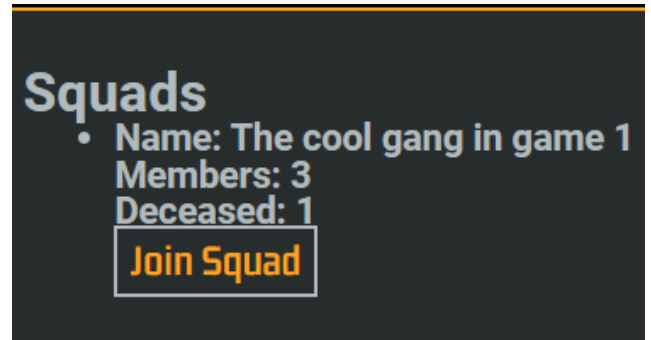 Squads
Name: The cool gang in game 1
Members: 3
Deceased: 1
Join Squad